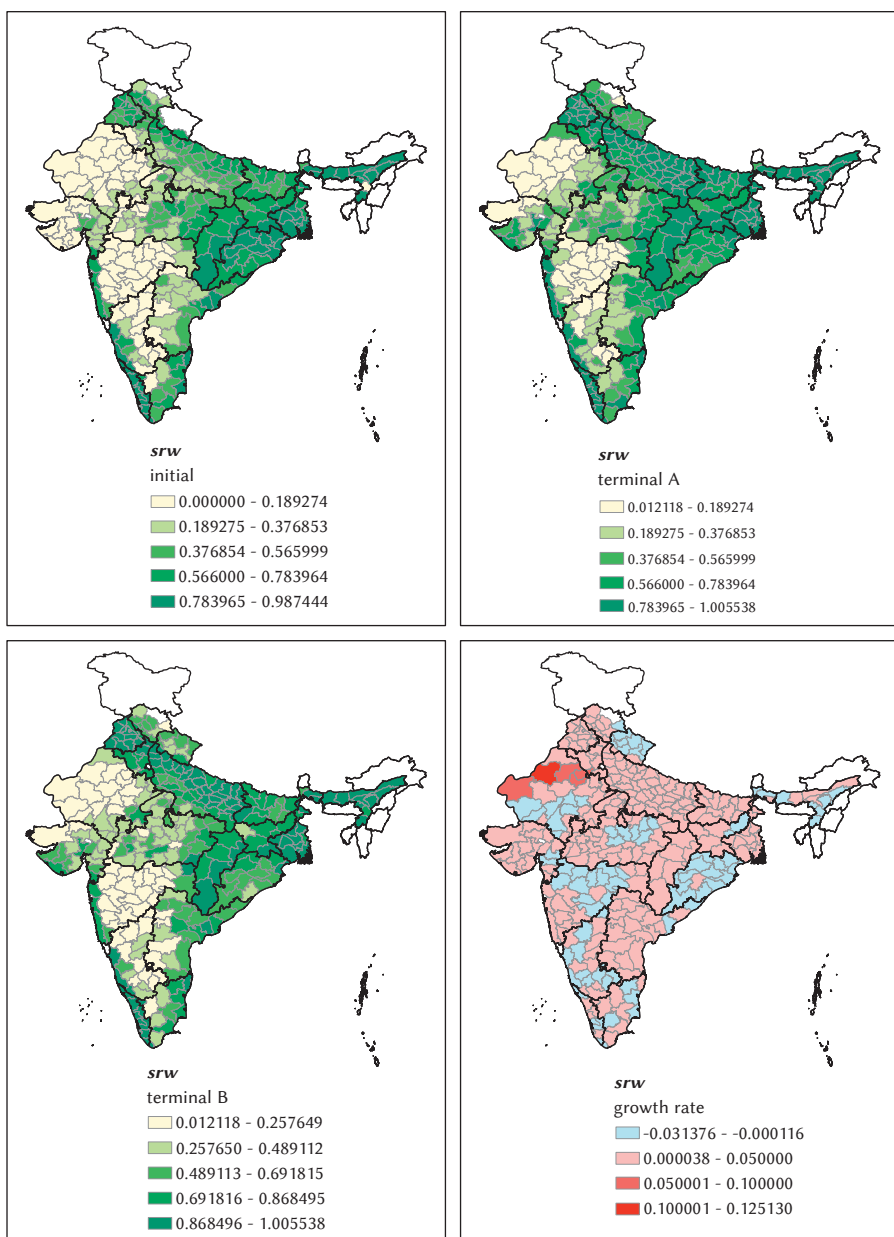 srw
initial
0.000000 - 0.189274
0.189275 - 0.376853
0.376854 - 0.565999
0.566000 - 0.783964
0.783965 - 0.987444
srw
terminal A
0.012118 - 0.189274
0.189275 - 0.376853
0.376854 - 0.565999
0.566000 - 0.783964
0.783965 - 1.005538
srw
terminal B
0.012118 - 0.257649
0.257650 - 0.489112
0.489113 - 0.691815
0.691816 - 0.868495
0.868496 - 1.005538
srw
growth rate
-0.031376 - -0.000116
0.000038 - 0.050000
0.050001 - 0.100000
0.100001 - 0.125130